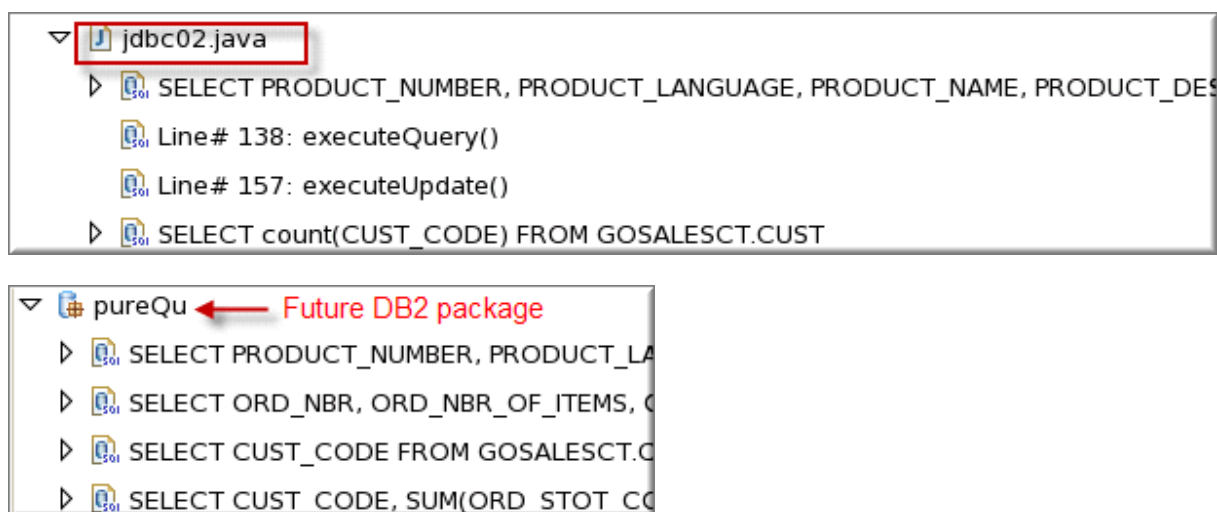 jdbc02.java
SELECT PRODUCT_NUMBER, PRODUCT_LANGUAGE, PRODUCT_NAME, PRODUCT_DES
Line# 138: executeQuery()
Line# 157: executeUpdate()
SELECT count(CUST_CODE) FROM GOSALESCT.CUST
pureQu Future DB2 package
SELECT PRODUCT_NUMBER, PRODUCT_LA
SELECT ORD_NBR, ORD_NBR_OF_ITEMS,
SELECT CUST_CODE FROM GOSALESCT.C
SELECT CUST_CODE, SUM(ORD_STOT_CO